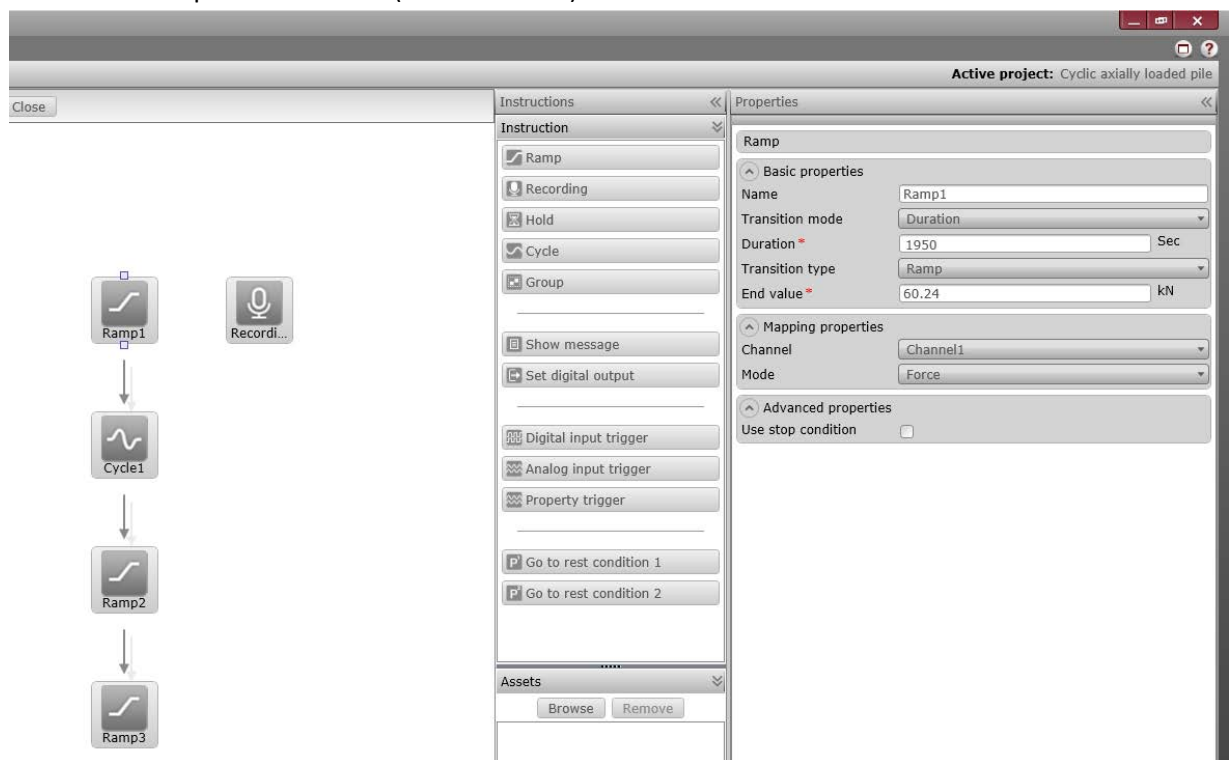 Active project: Cyclic axially loaded pile
Close
Instructions
Instruction
Ramp
Recording
Hold
Cycle
Group
Show message
Set digital output
Digital input trigger
Analog input trigger
Property trigger
Go to rest condition 1
Go to rest condition 2
Assets
Browse Remove
Properties
Ramp
Basic properties
Name Ramp1
Transition mode Duration
Duration * 1950 Sec
Transition type Ramp
End value * 60.24 kN
Mapping properties
Channel Channel1
Mode Force
Advanced properties
Use stop condition
Ramp1
Recordi...
Cycle1
Ramp2
Ramp3